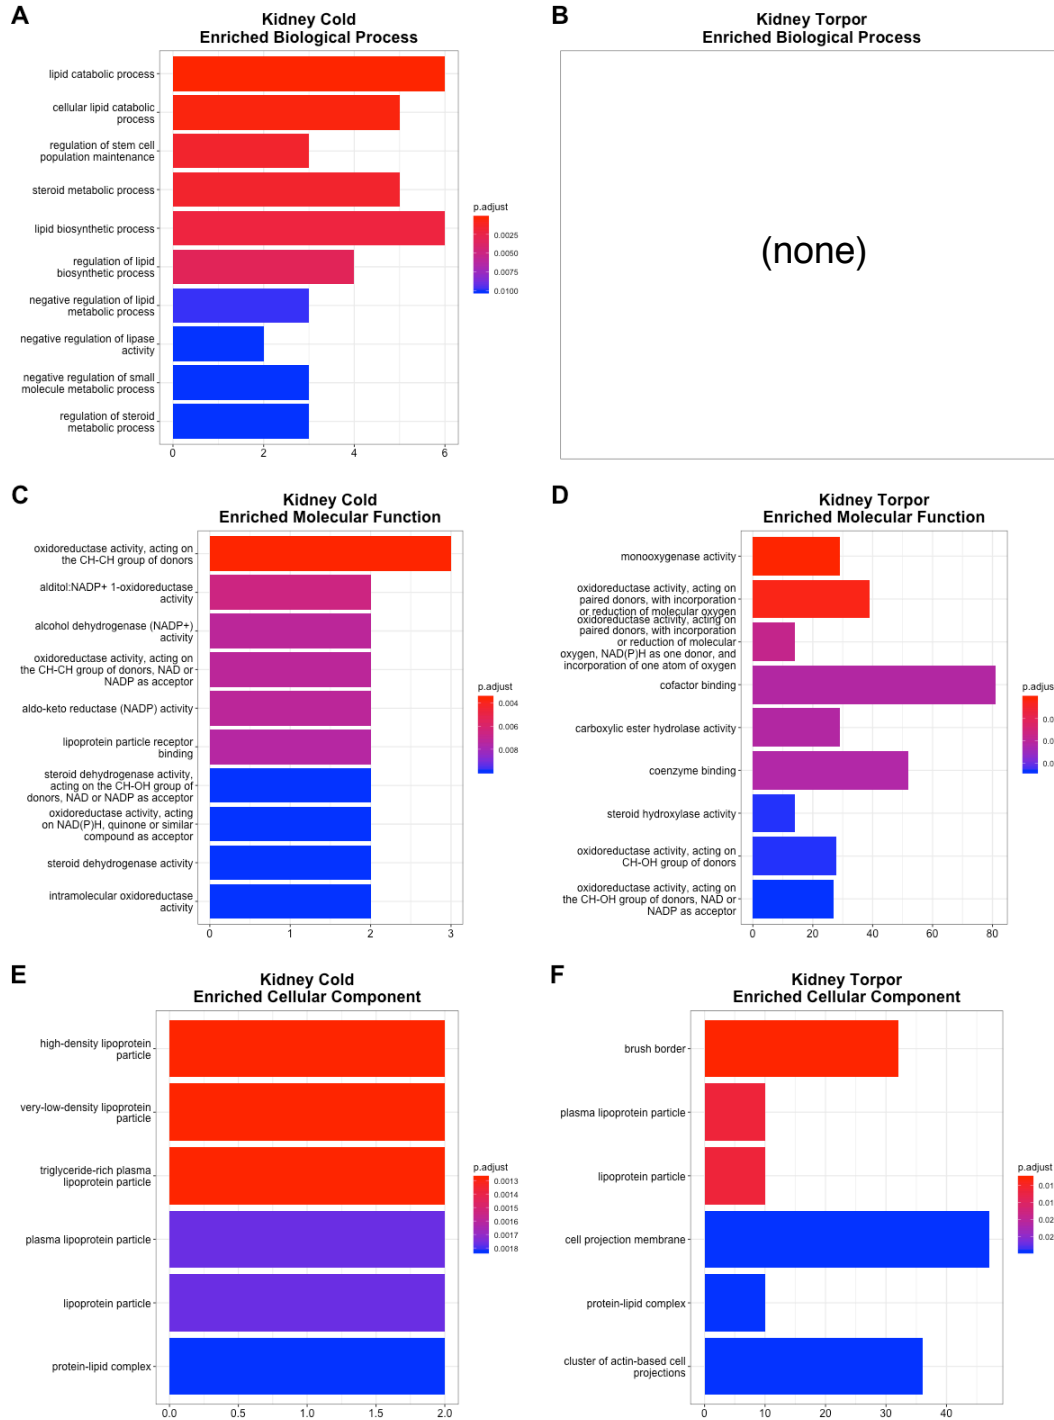 A
Kidney Cold
Enriched Biological Process
lipid catabolic process
cellular lipid catabolic
process
regulation of stem cell
population maintenance
steroid metabolic process
lipid biosynthetic process
regulation of lipid
biosynthetic process
negative regulation of lipid
metabolic process
negative regulation of lipase
activity
negative regulation of small
molecule metabolic process
regulation of steroid
metabolic process
0 2 4 6
p.adjust
0.0025
0.0050
0.0075
0.0100
B
Kidney Torpor
Enriched Biological Process
(none)
C
Kidney Cold
Enriched Molecular Function
oxidoreductase activity, acting on
the CH-CH group of donors
alditol:NADP+ 1-oxidoreductase
activity
alcohol dehydrogenase (NADP+)
activity
oxidoreductase activity, acting on
the CH-CH group of donors, NAD or
NADP as acceptor
aldo-keto reductase (NADP) activity
lipoprotein particle receptor
binding
steroid dehydrogenase activity,
acting on the CH-OH group of
donors, NAD or NADP as acceptor
oxidoreductase activity, acting
on NAD(P)H, quinone or similar
compound as acceptor
steroid dehydrogenase activity
intramolecular oxidoreductase
activity
0 1 2 3
p.adjust
0.004
0.006
0.008
D
Kidney Torpor
Enriched Molecular Function
monooxygenase activity
oxidoreductase activity, acting on
paired donors, with incorporation
or reduction of molecular oxygen
oxidoreductase activity, acting on
paired donors, with incorporation
or reduction of molecular
oxygen, NAD(P)H as one donor, and
incorporation of one atom of oxygen
cofactor binding
carboxylic ester hydrolase activity
coenzyme binding
steroid hydroxylase activity
oxidoreductase activity, acting on
CH-OH group of donors
oxidoreductase activity, acting on
the CH-OH group of donors, NAD or
NADP as acceptor
0 20 40 60 80
p.adjust
0.0
0.0
0.0
E
Kidney Cold
Enriched Cellular Component
high-density lipoprotein
particle
very-low-density lipoprotein
particle
triglyceride-rich plasma
lipoprotein particle
plasma lipoprotein particle
lipoprotein particle
protein-lipid complex
0.0 0.5 1.0 1.5 2.0
p.adjust
0.0013
0.0014
0.0015
0.0016
0.0017
0.0018
F
Kidney Torpor
Enriched Cellular Component
brush border
plasma lipoprotein particle
lipoprotein particle
cell projection membrane
protein-lipid complex
cluster of actin-based cell
projections
0 10 20 30 40
p.adjust
0.01
0.01
0.02
0.02